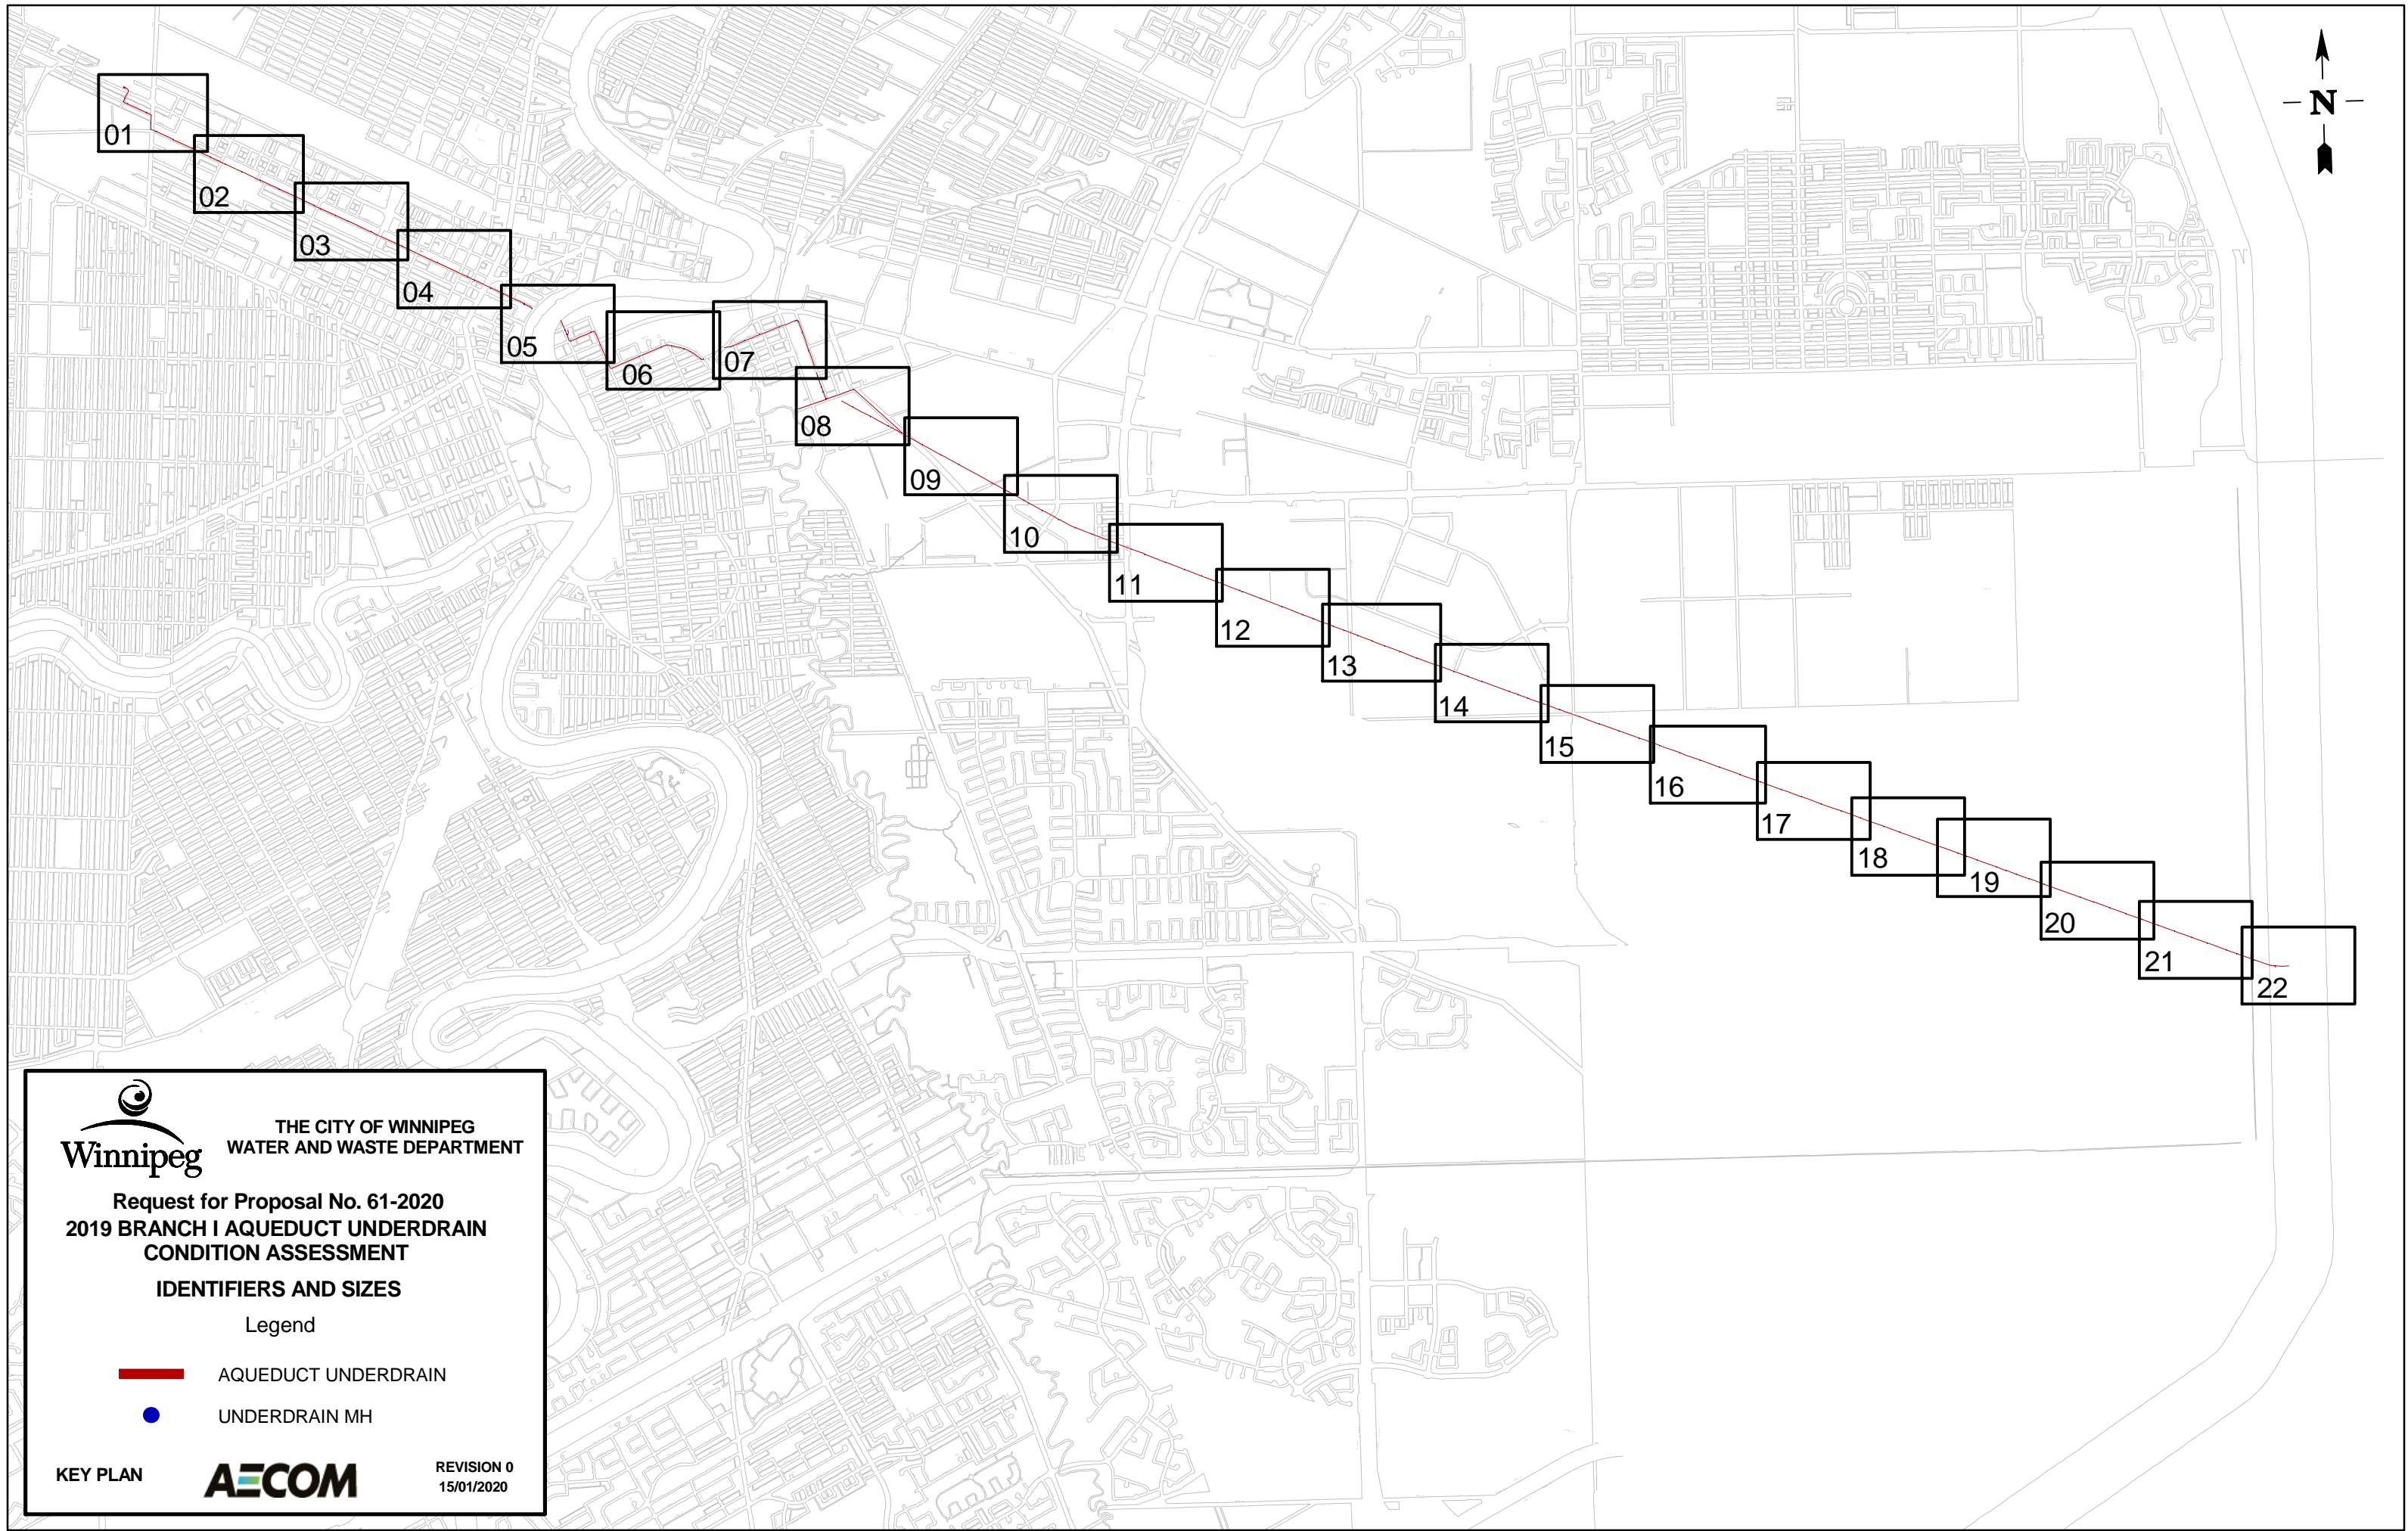 N
01
02
03
04
05
06
07
08
09
10
11
12
13
14
15
16
17
18
19
20
21
22
Winnipeg
THE CITY OF WINNIPEG
WATER AND WASTE DEPARTMENT
Request for Proposal No. 61-2020
2019 BRANCH I AQUEDUCT UNDERDRAIN
CONDITION ASSESSMENT
IDENTIFIERS AND SIZES
Legend
AQUEDUCT UNDERDRAIN
UNDERDRAIN MH
KEY PLAN
AECOM
REVISION 0
15/01/2020